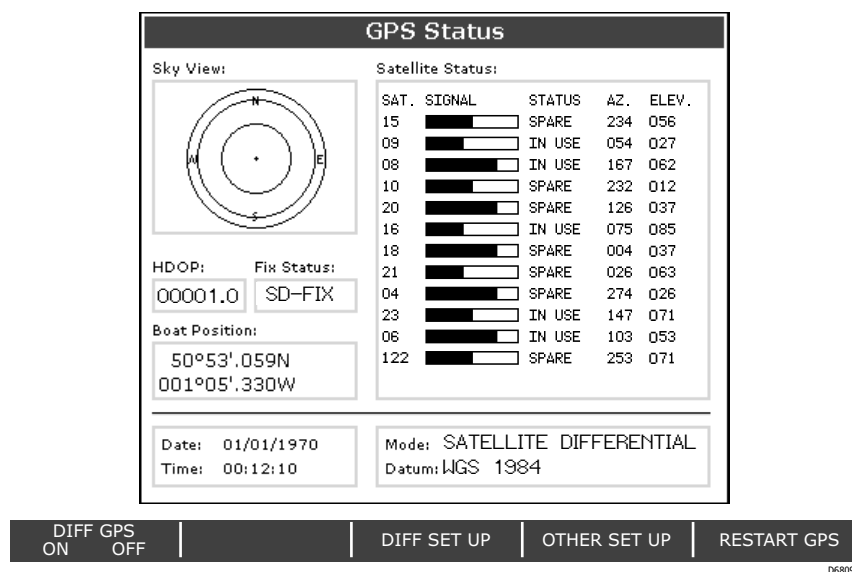 GPS Status
Sky View:
N
W E
S
HDOP: Fix Status:
00001.0 SD-FIX
Boat Position:
50°53'.059N
001°05'.330W
Satellite Status:
SAT. SIGNAL STATUS AZ. ELEV.
15 SPARE 234 056
09 IN USE 054 027
08 IN USE 167 062
10 SPARE 232 012
20 SPARE 126 037
16 IN USE 075 085
18 SPARE 004 037
21 SPARE 026 063
04 SPARE 274 026
23 IN USE 147 071
06 IN USE 103 053
122 SPARE 253 071
Date: 01/01/1970
Time: 00:12:10
Mode: SATELLITE DIFFERENTIAL
Datum: WGS 1984
DIFF GPS
ON OFF
DIFF SET UP
OTHER SET UP
RESTART GPS